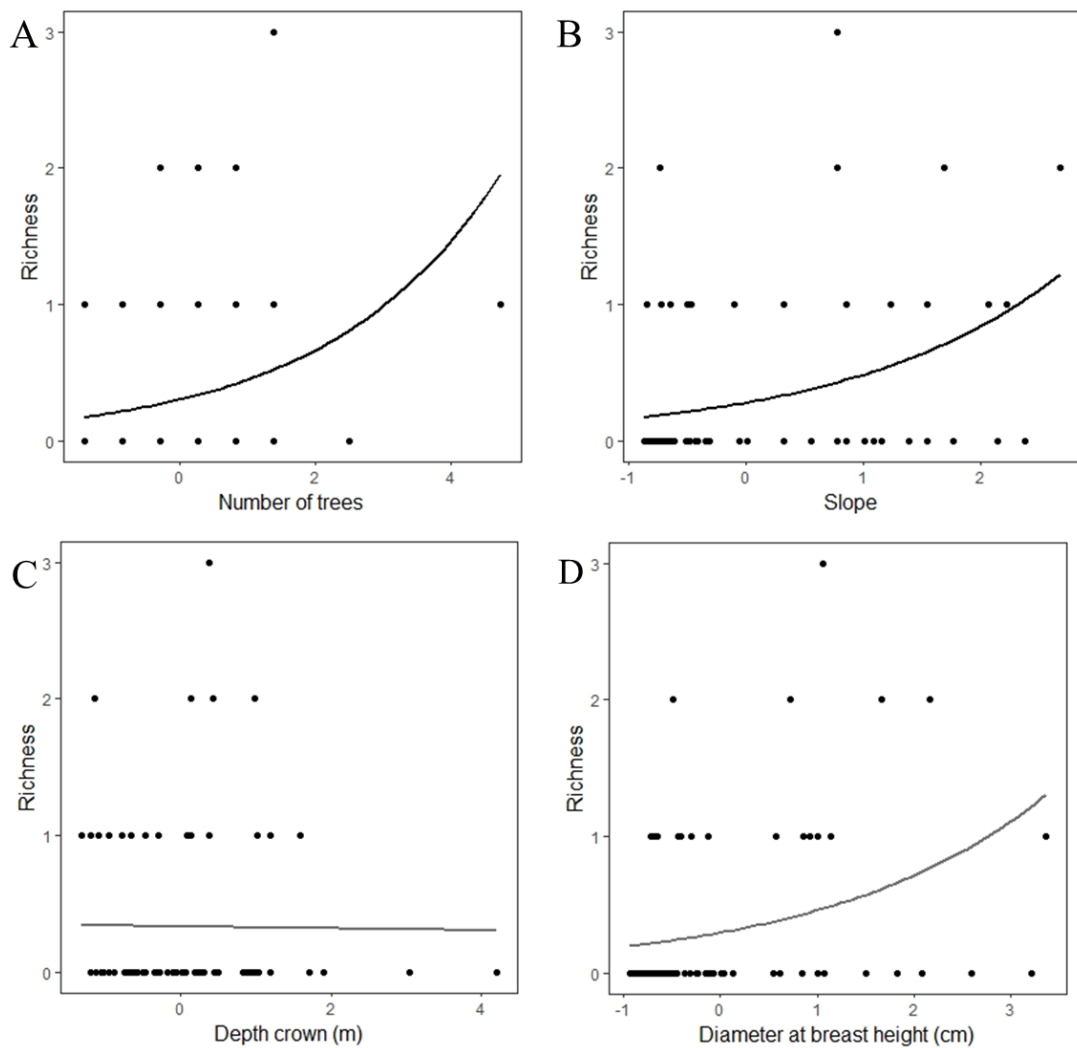 A
3
2
1
0
Richness
0 2 4
Number of trees
B
3
2
1
0
Richness
-1 0 1 2
Slope
C
3
2
1
0
Richness
0 2 4
Depth crown (m)
D
3
2
1
0
Richness
-1 0 1 2 3
Diameter at breast height (cm)